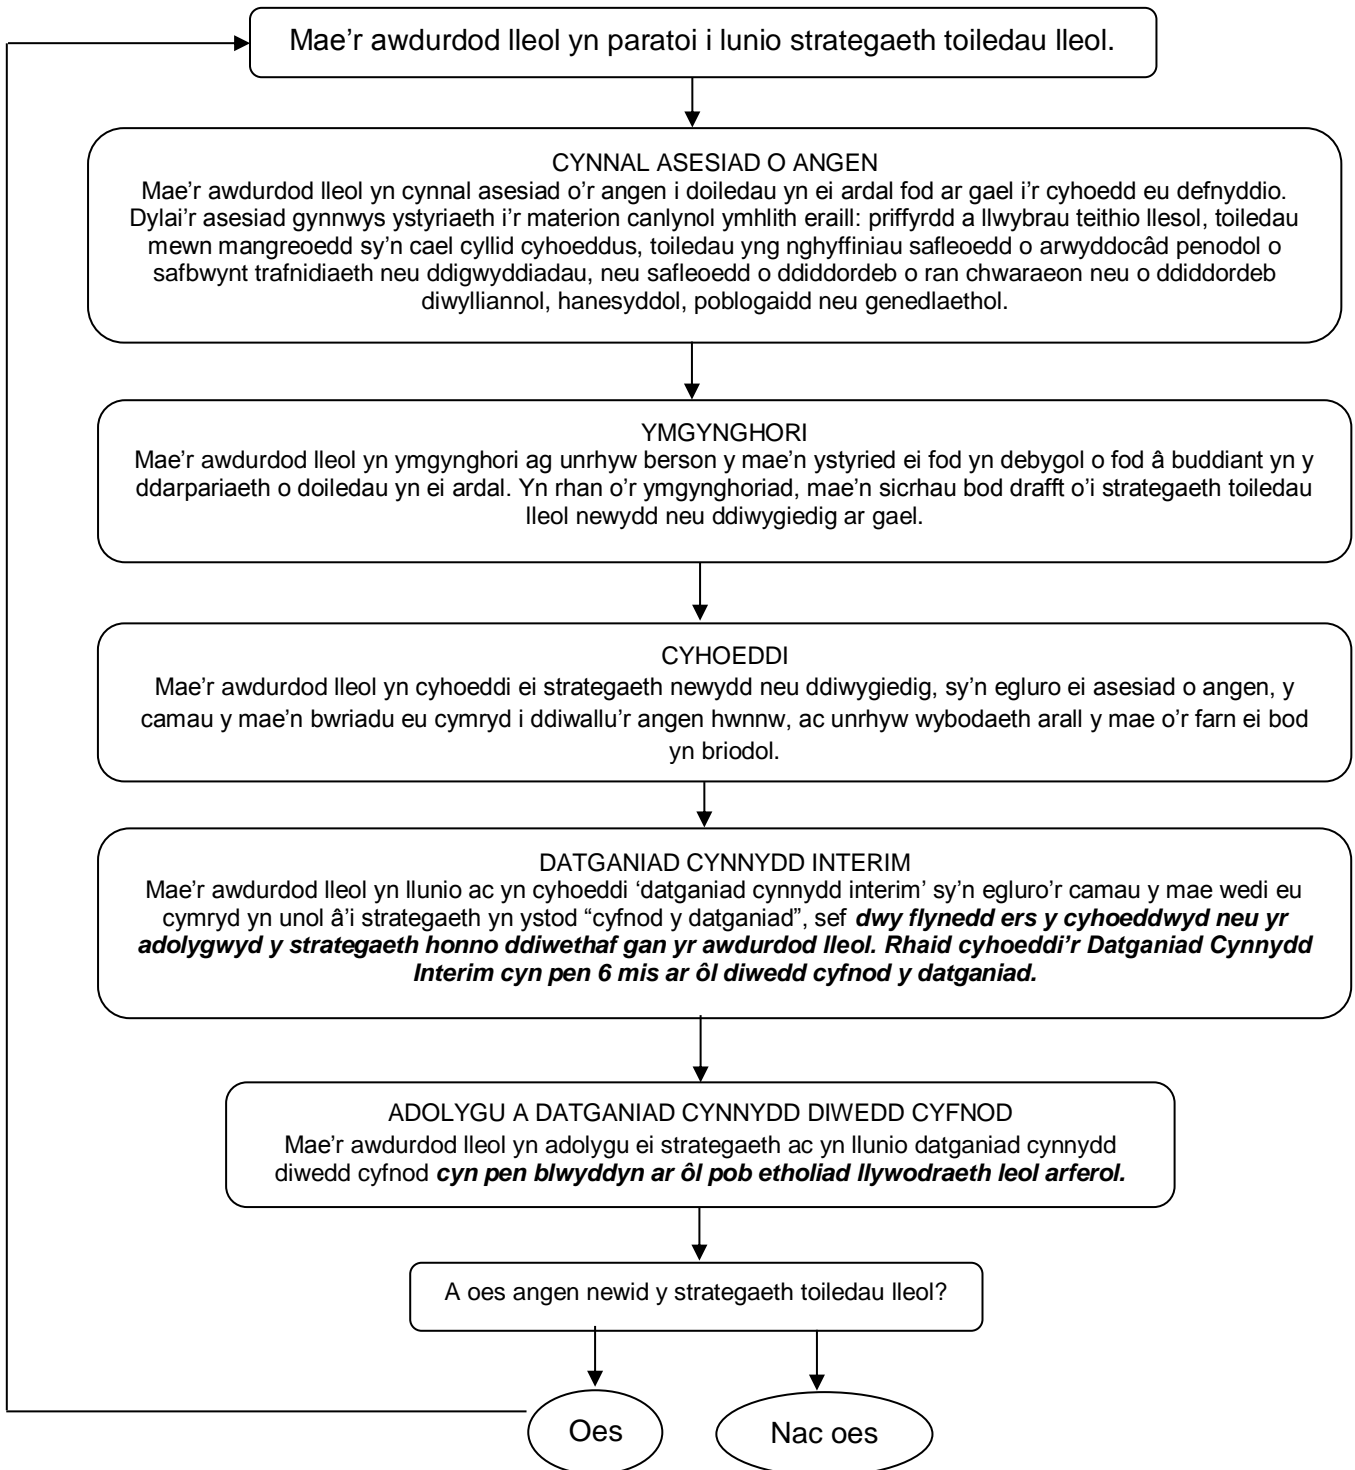 Mae'r awdurdod lleol yn paratoi i lunio strategaeth toiledau lleol.
CYNNAL ASESIAD O ANGEN
Mae'r awdurdod lleol yn cynnal asesiad o'r angen i doiledau yn ei ardal fod ar gael i'r cyhoedd eu defnyddio.
Dylai'r asesiad gynnwys ystyriaeth i'r materion canlynol ymhlith eraill: priffyrdd a llwybrau teithio llesol, toiledau
mewn mangreoedd sy'n cael cyllid cyhoeddus, toiledau yng nghyffiniau safleoedd o arwyddocâd penodol o
safbwynt trafnidiaeth neu ddigwyddiadau, neu safleoedd o ddiddordeb o ran chwaraeon neu o ddiddordeb
diwylliannol, hanesyddol, poblogaidd neu genedlaethol.
YMGYNGHORI
Mae'r awdurdod lleol yn ymgynghori ag unrhyw berson y mae'n ystyried ei fod yn debygol o fod â buddiant yn y
ddarpariaeth o doiledau yn ei ardal. Yn rhan o'r ymgynghoriad, mae'n sicrhau bod drafft o'i strategaeth toiledau
lleol newydd neu ddiwygiedig ar gael.
CYHOEDDI
Mae'r awdurdod lleol yn cyhoeddi ei strategaeth newydd neu ddiwygiedig, sy'n egluro ei asesiad o angen, y
camau y mae'n bwriadu eu cymryd i ddiwallu'r angen hwnnw, ac unrhyw wybodaeth arall y mae o'r farn ei bod
yn briodol.
DATGANIAD CYNNYDD INTERIM
Mae'r awdurdod lleol yn llunio ac yn cyhoeddi ‘datganiad cynnydd interim’ sy'n egluro'r camau y mae wedi eu
cymryd yn unol â'i strategaeth yn ystod “cyfnod y datganiad”, sef dwy flynedd ers y cyhoeddwyd neu yr
adolygwyd y strategaeth honno ddiwethaf gan yr awdurdod lleol. Rhaid cyhoeddi'r Datganiad Cynnydd
Interim cyn pen 6 mis ar ôl diwedd cyfnod y datganiad.
ADOLYGU A DATGANIAD CYNNYDD DIWEDD CYFNOD
Mae'r awdurdod lleol yn adolygu ei strategaeth ac yn llunio datganiad cynnydd
diwedd cyfnod cyn pen blwyddyn ar ôl pob etholiad llywodraeth leol arferol.
A oes angen newid y strategaeth toiledau lleol?
Oes
Nac oes